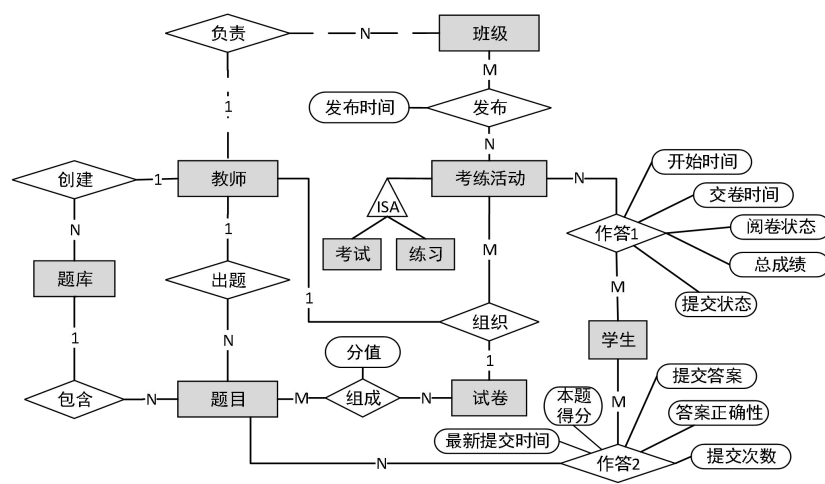 负责
N
班级
M
1
发布时间
发布
N
开始时间
创建
1
教师
考练活动
N
交卷时间
ISA
N
1
作答1
阅卷状态
考试
练习
M
总成绩
题库
出题
M
提交状态
1
组织
1
N
学生
分值
1
提交答案
包含
N
题目
M
组成
N
试卷
M
本题
得分
答案正确性
最新提交时间
提交次数
N
作答2